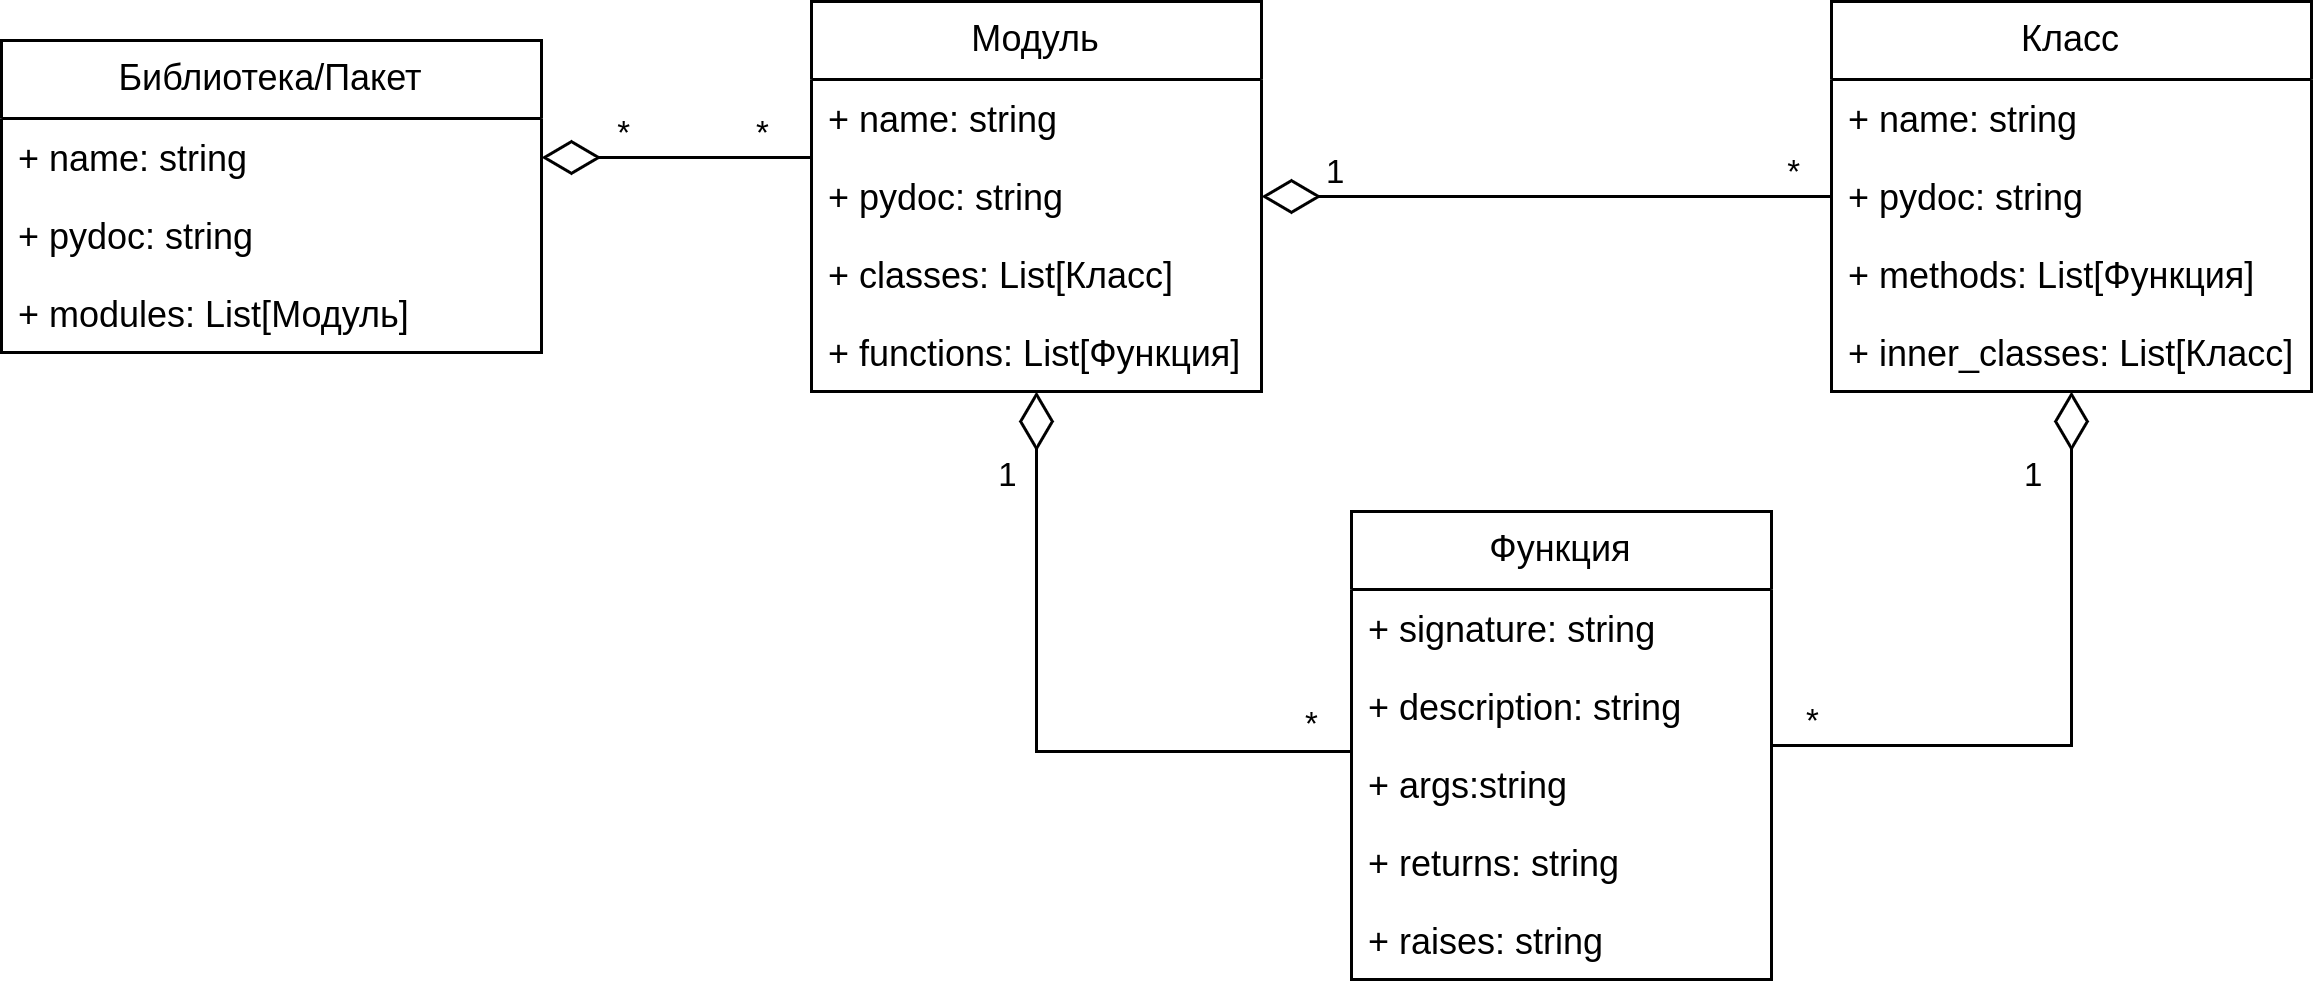 Библиотека/Пакет
+ name: string
+ pydoc: string
+ modules: List[Модуль]
*
*
Модуль
+ name: string
+ pydoc: string
+ classes: List[Класс]
+ functions: List[Функция]
1
*
Класс
+ name: string
+ pydoc: string
+ methods: List[Функция]
+ inner_classes: List[Класс]
1
*
Функция
+ signature: string
+ description: string
+ args:string
+ returns: string
+ raises: string
1
*